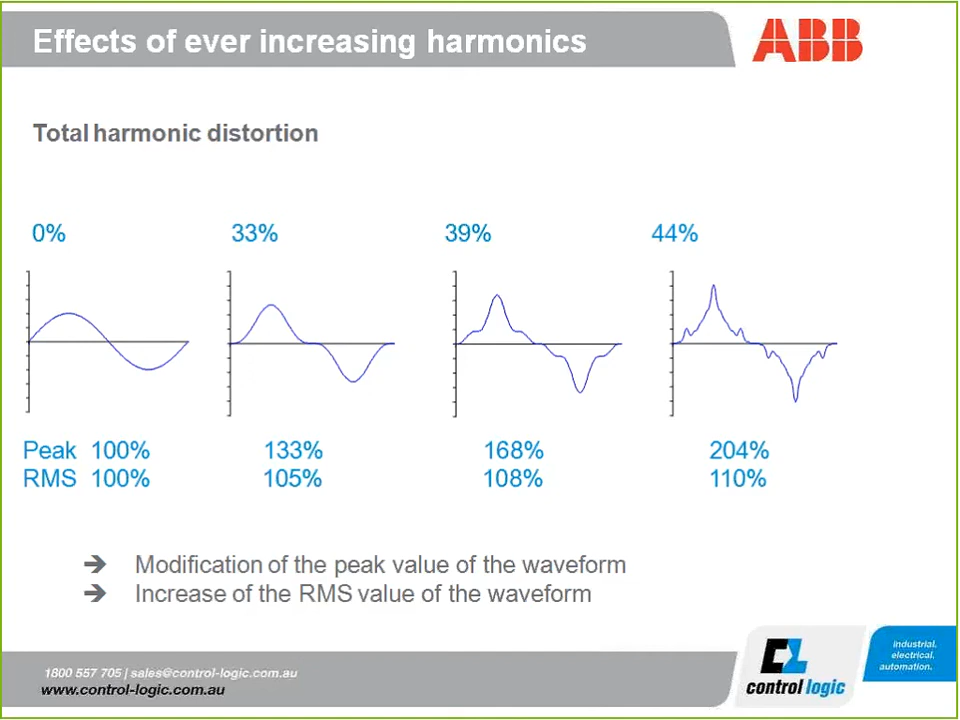 Effects of ever increasing harmonics
ABB
Total harmonic distortion
0% 33% 39% 44%
Peak 100% 133% 168% 204%
RMS 100% 105% 108% 110%
➔ Modification of the peak value of the waveform
➔ Increase of the RMS value of the waveform
1800 557 705 | sales@control-logic.com.au
www.control-logic.com.au
control logic
industrial.
electrical.
automation.